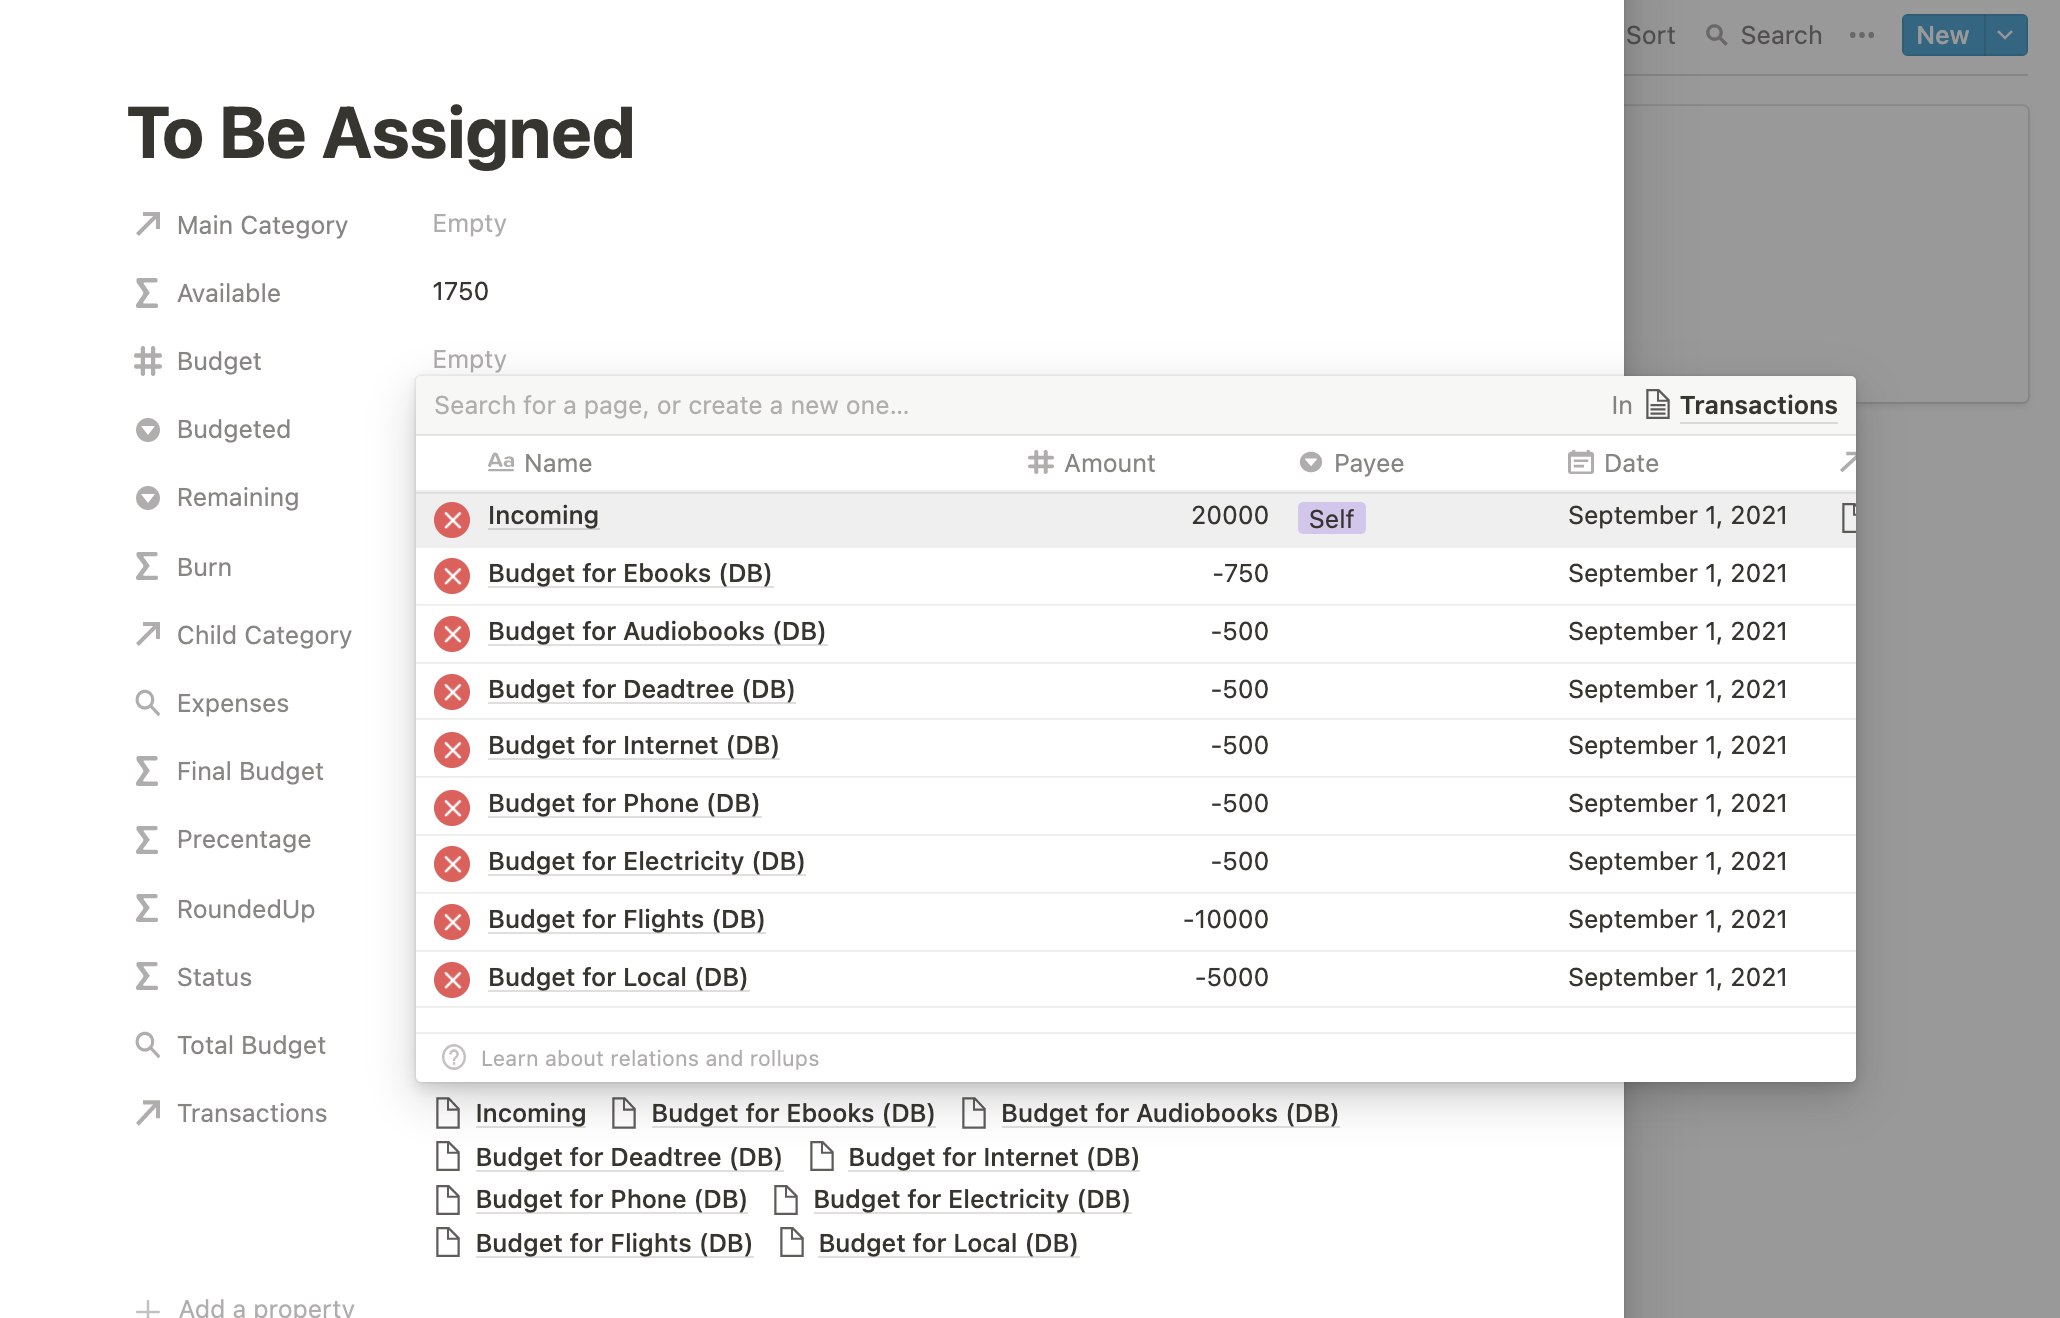 Sort Search ••• New
To Be Assigned
Main Category Empty
Available 1750
Budget Empty
Search for a page, or create a new one... In Transactions
Budgeted
Aa Name Amount Payee Date
Remaining
Incoming 20000 Self September 1, 2021
Burn
Budget for Ebooks (DB) -750 September 1, 2021
Child Category
Budget for Audiobooks (DB) -500 September 1, 2021
Expenses
Budget for Deadtree (DB) -500 September 1, 2021
Final Budget
Budget for Internet (DB) -500 September 1, 2021
Precentage
Budget for Phone (DB) -500 September 1, 2021
Budget for Electricity (DB) -500 September 1, 2021
RoundedUp
Budget for Flights (DB) -10000 September 1, 2021
Status
Budget for Local (DB) -5000 September 1, 2021
Total Budget
Learn about relations and rollups
Transactions Incoming Budget for Ebooks (DB) Budget for Audiobooks (DB)
Budget for Deadtree (DB) Budget for Internet (DB)
Budget for Phone (DB) Budget for Electricity (DB)
Budget for Flights (DB) Budget for Local (DB)
Add a property